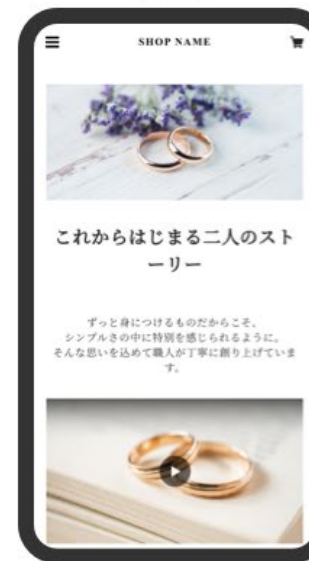 SHOP NAME
これからはじまる二人のスト
ーリー
ずっと身につけるものだからこそ、
シンプルさの中に特別を感じられるように。
そんな思いを込めて職人が丁寧に創り上げていま
す。